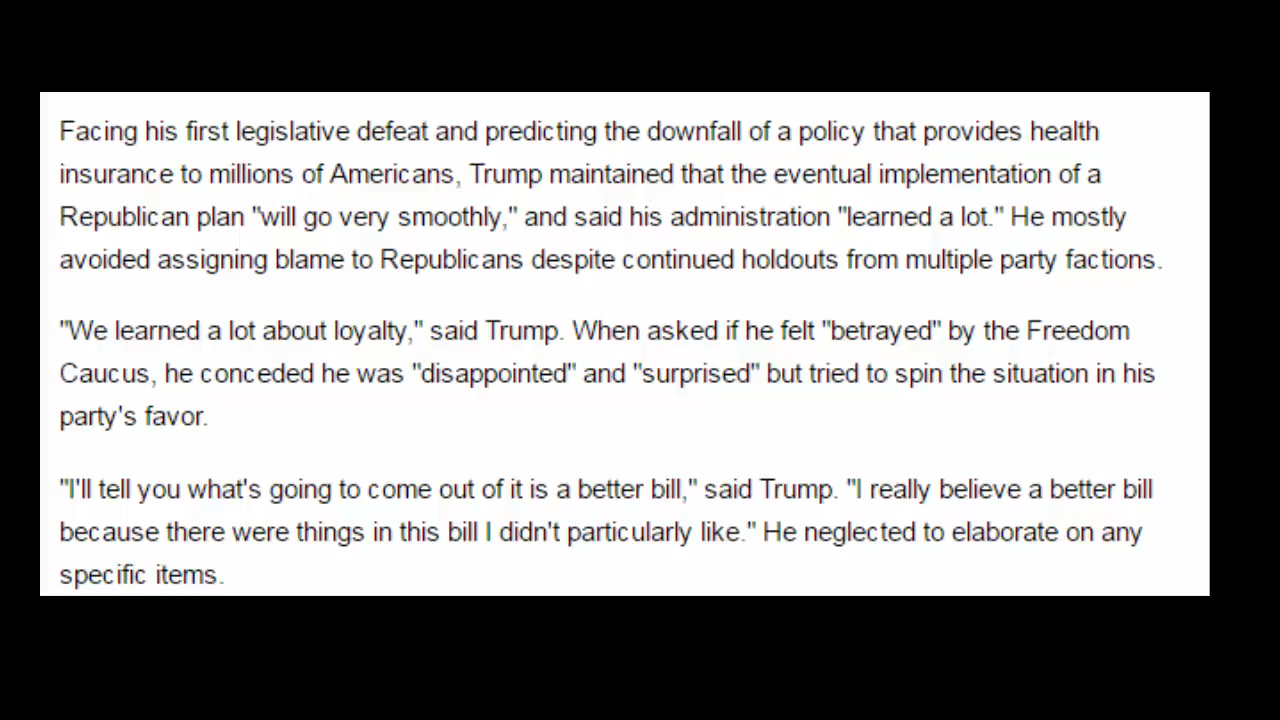 Facing his first legislative defeat and predicting the downfall of a policy that provides health
insurance to millions of Americans, Trump maintained that the eventual implementation of a
Republican plan "will go very smoothly," and said his administration "learned a lot." He mostly
avoided assigning blame to Republicans despite continued holdouts from multiple party factions.
"We learned a lot about loyalty," said Trump. When asked if he felt "betrayed" by the Freedom
Caucus, he conceded he was "disappointed" and "surprised" but tried to spin the situation in his
party's favor.
"I'll tell you what's going to come out of it is a better bill," said Trump. "I really believe a better bill
because there were things in this bill I didn't particularly like." He neglected to elaborate on any
specific items.